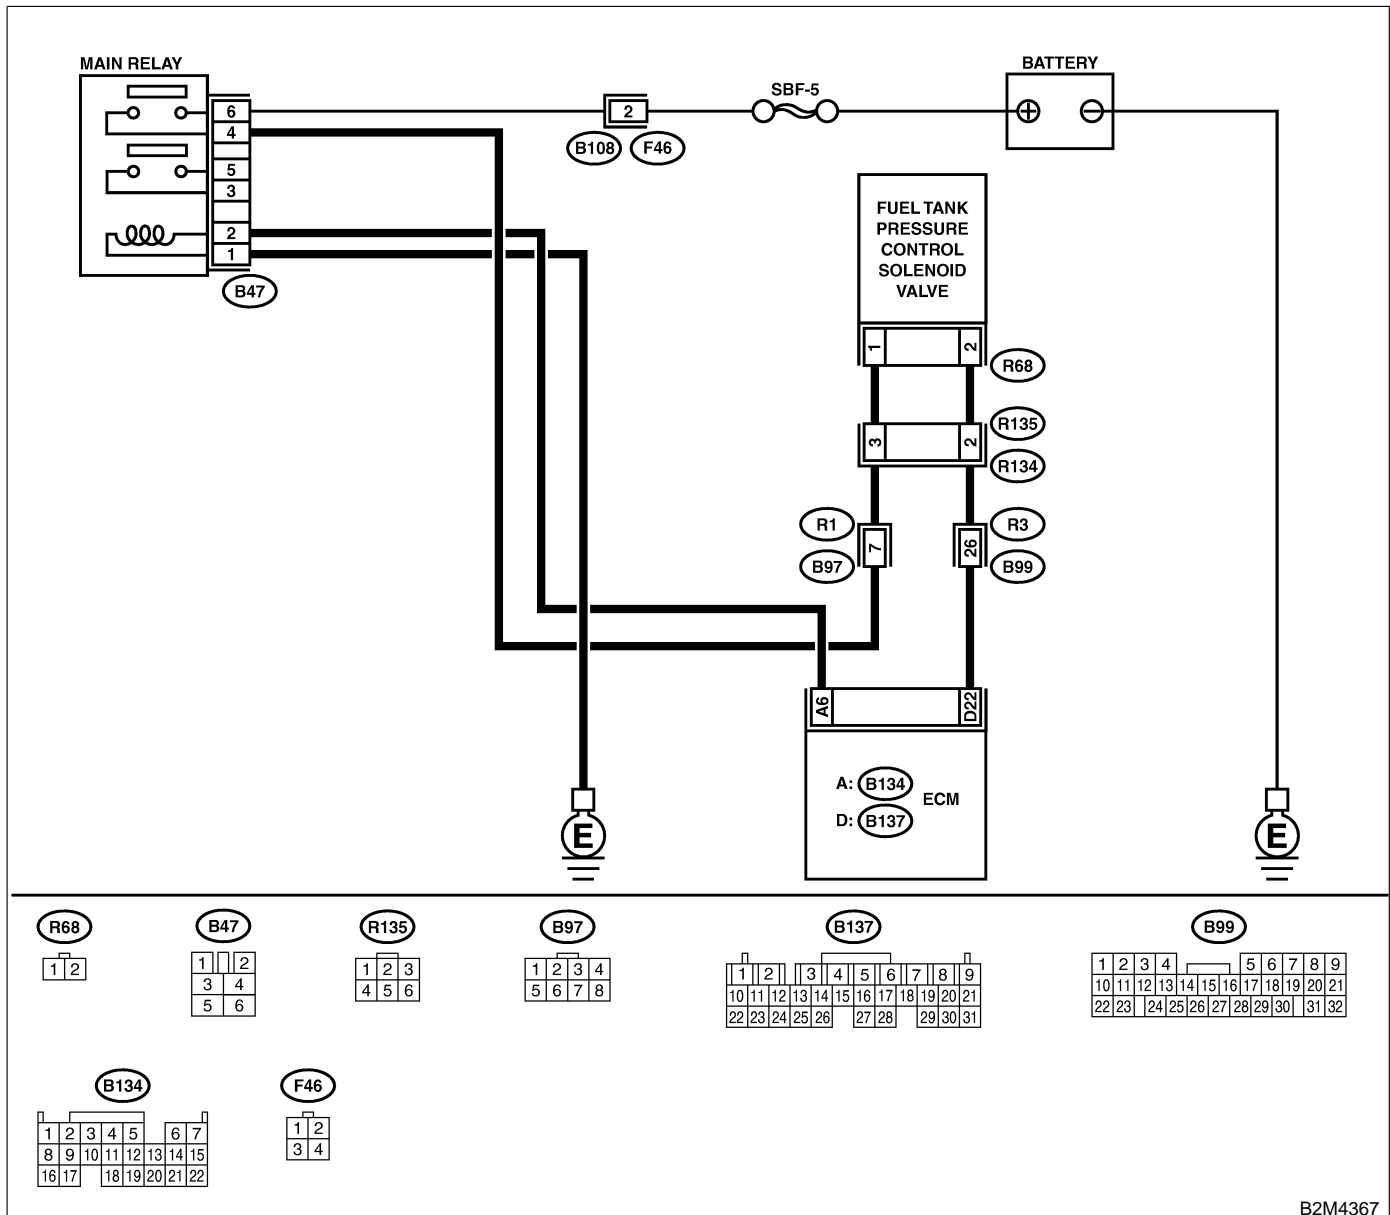 MAIN RELAY
BATTERY
SBF-5
6
4
5
3
2
1
B47
2
B108 F46
FUEL TANK
PRESSURE
CONTROL
SOLENOID
VALVE
1 2
R68
R135
3 2
R134
R1 R3
7 26
B97 B99
A6 D22
A: B134
ECM
D: B137
E E
R68 B47 R135 B97 B137 B99
R68
1 2
B47
1 2
3 4
5 6
R135
1 2 3
4 5 6
B97
1 2 3 4
5 6 7 8
B137
1 2 3 4 5 6 7 8 9
10 11 12 13 14 15 16 17 18 19 20 21
22 23 24 25 26 27 28 29 30 31
B99
1 2 3 4 5 6 7 8 9
10 11 12 13 14 15 16 17 18 19 20 21
22 23 24 25 26 27 28 29 30 31 32
B134
1 2 3 4 5 6 7
8 9 10 11 12 13 14 15
16 17 18 19 20 21 22
F46
1 2
3 4
B2M4367